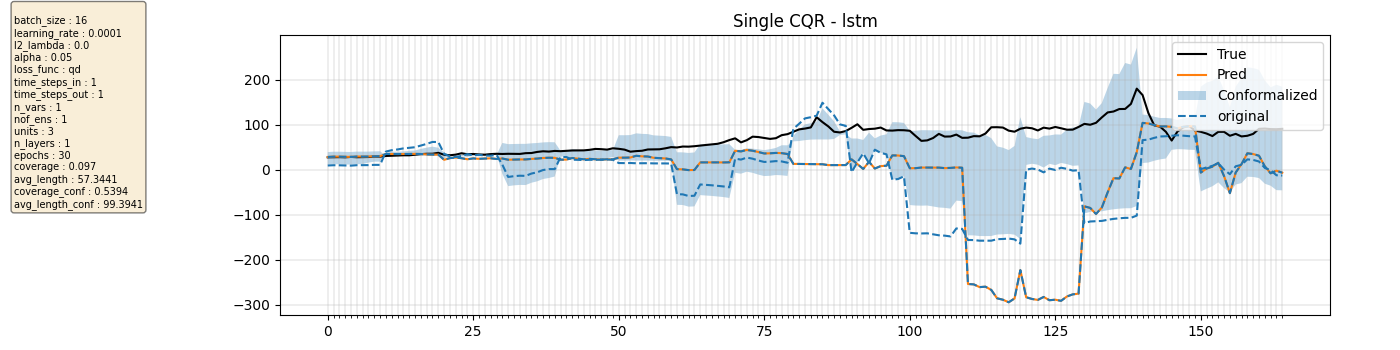 batch_size : 16
learning_rate : 0.0001
l2_lambda : 0.0
alpha : 0.05
loss_func : qd
time_steps_in : 1
time_steps_out : 1
n_vars : 1
nof_ens : 1
units : 3
n_layers : 1
epochs : 30
coverage : 0.097
avg_length : 57.3441
coverage_conf : 0.5394
avg_length_conf : 99.3941
Single CQR - lstm
True
Pred
Conformalized
original
200
100
0
−100
−200
−300
0 25 50 75 100 125 150